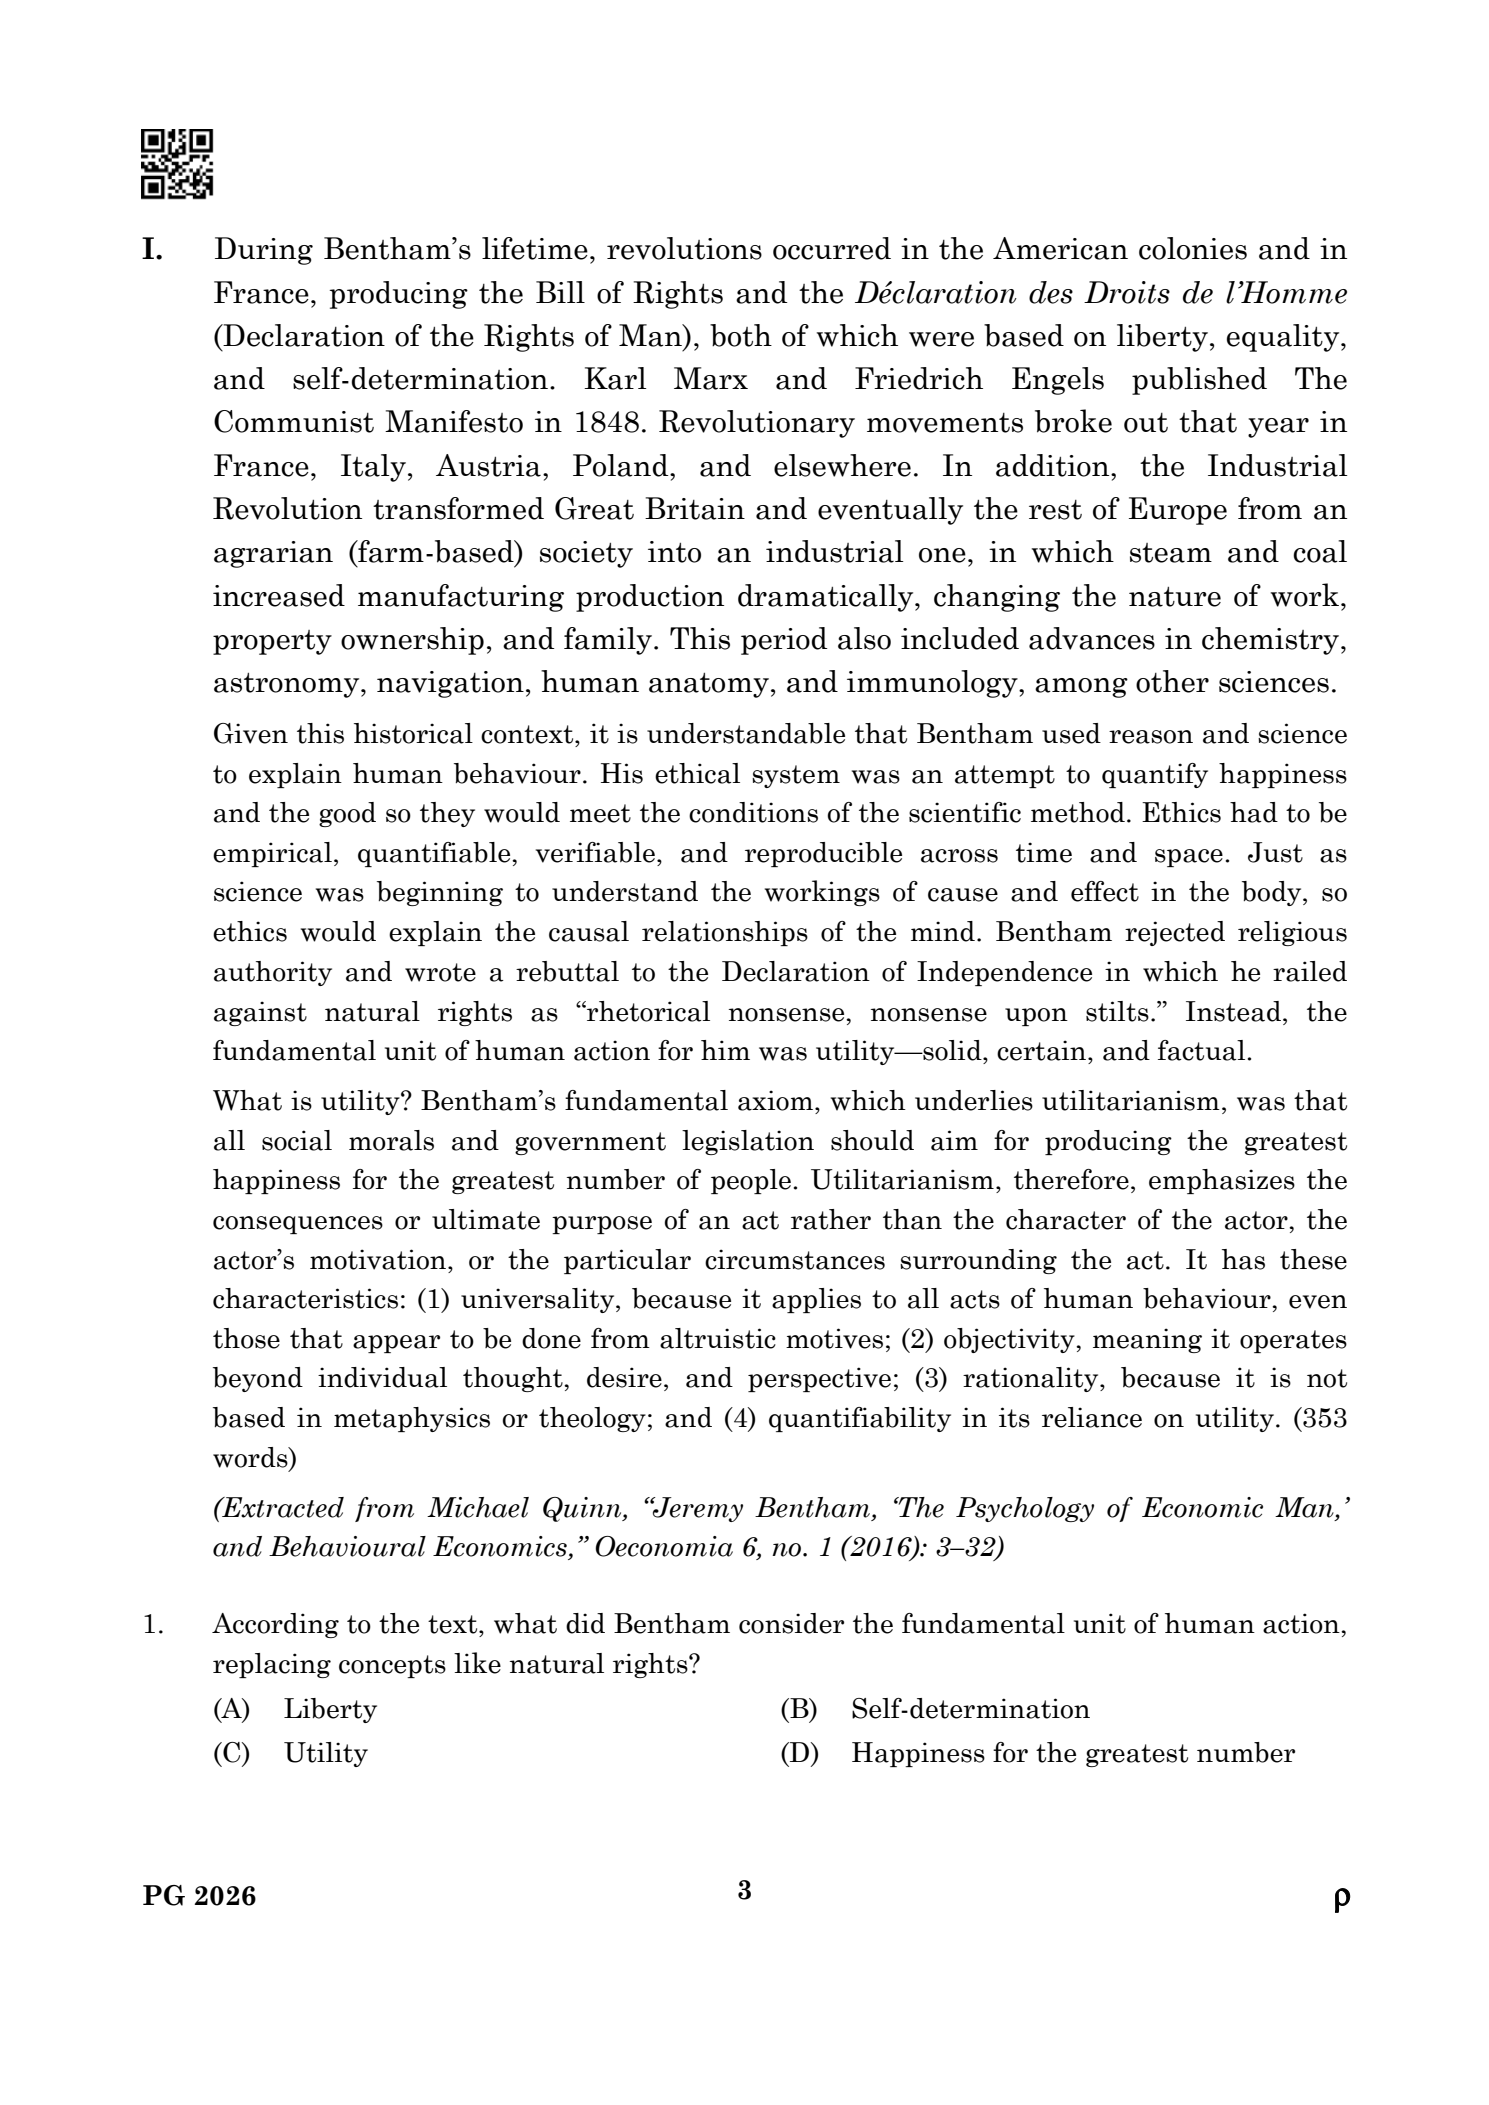 I. During Bentham’s lifetime, revolutions occurred in the American colonies and in
France, producing the Bill of Rights and the Déclaration des Droits de l’Homme
(Declaration of the Rights of Man), both of which were based on liberty, equality,
and self-determination. Karl Marx and Friedrich Engels published The
Communist Manifesto in 1848. Revolutionary movements broke out that year in
France, Italy, Austria, Poland, and elsewhere. In addition, the Industrial
Revolution transformed Great Britain and eventually the rest of Europe from an
agrarian (farm-based) society into an industrial one, in which steam and coal
increased manufacturing production dramatically, changing the nature of work,
property ownership, and family. This period also included advances in chemistry,
astronomy, navigation, human anatomy, and immunology, among other sciences.
Given this historical context, it is understandable that Bentham used reason and science
to explain human behaviour. His ethical system was an attempt to quantify happiness
and the good so they would meet the conditions of the scientific method. Ethics had to be
empirical, quantifiable, verifiable, and reproducible across time and space. Just as
science was beginning to understand the workings of cause and effect in the body, so
ethics would explain the causal relationships of the mind. Bentham rejected religious
authority and wrote a rebuttal to the Declaration of Independence in which he railed
against natural rights as “rhetorical nonsense, nonsense upon stilts.” Instead, the
fundamental unit of human action for him was utility—solid, certain, and factual.
What is utility? Bentham’s fundamental axiom, which underlies utilitarianism, was that
all social morals and government legislation should aim for producing the greatest
happiness for the greatest number of people. Utilitarianism, therefore, emphasizes the
consequences or ultimate purpose of an act rather than the character of the actor, the
actor’s motivation, or the particular circumstances surrounding the act. It has these
characteristics: (1) universality, because it applies to all acts of human behaviour, even
those that appear to be done from altruistic motives; (2) objectivity, meaning it operates
beyond individual thought, desire, and perspective; (3) rationality, because it is not
based in metaphysics or theology; and (4) quantifiability in its reliance on utility. (353
words)
(Extracted from Michael Quinn, “Jeremy Bentham, ‘The Psychology of Economic Man,’
and Behavioural Economics,” Oeconomia 6, no. 1 (2016): 3–32)
1. According to the text, what did Bentham consider the fundamental unit of human action,
replacing concepts like natural rights?
(A) Liberty (B) Self-determination
(C) Utility (D) Happiness for the greatest number
PG 2026 3 ρ